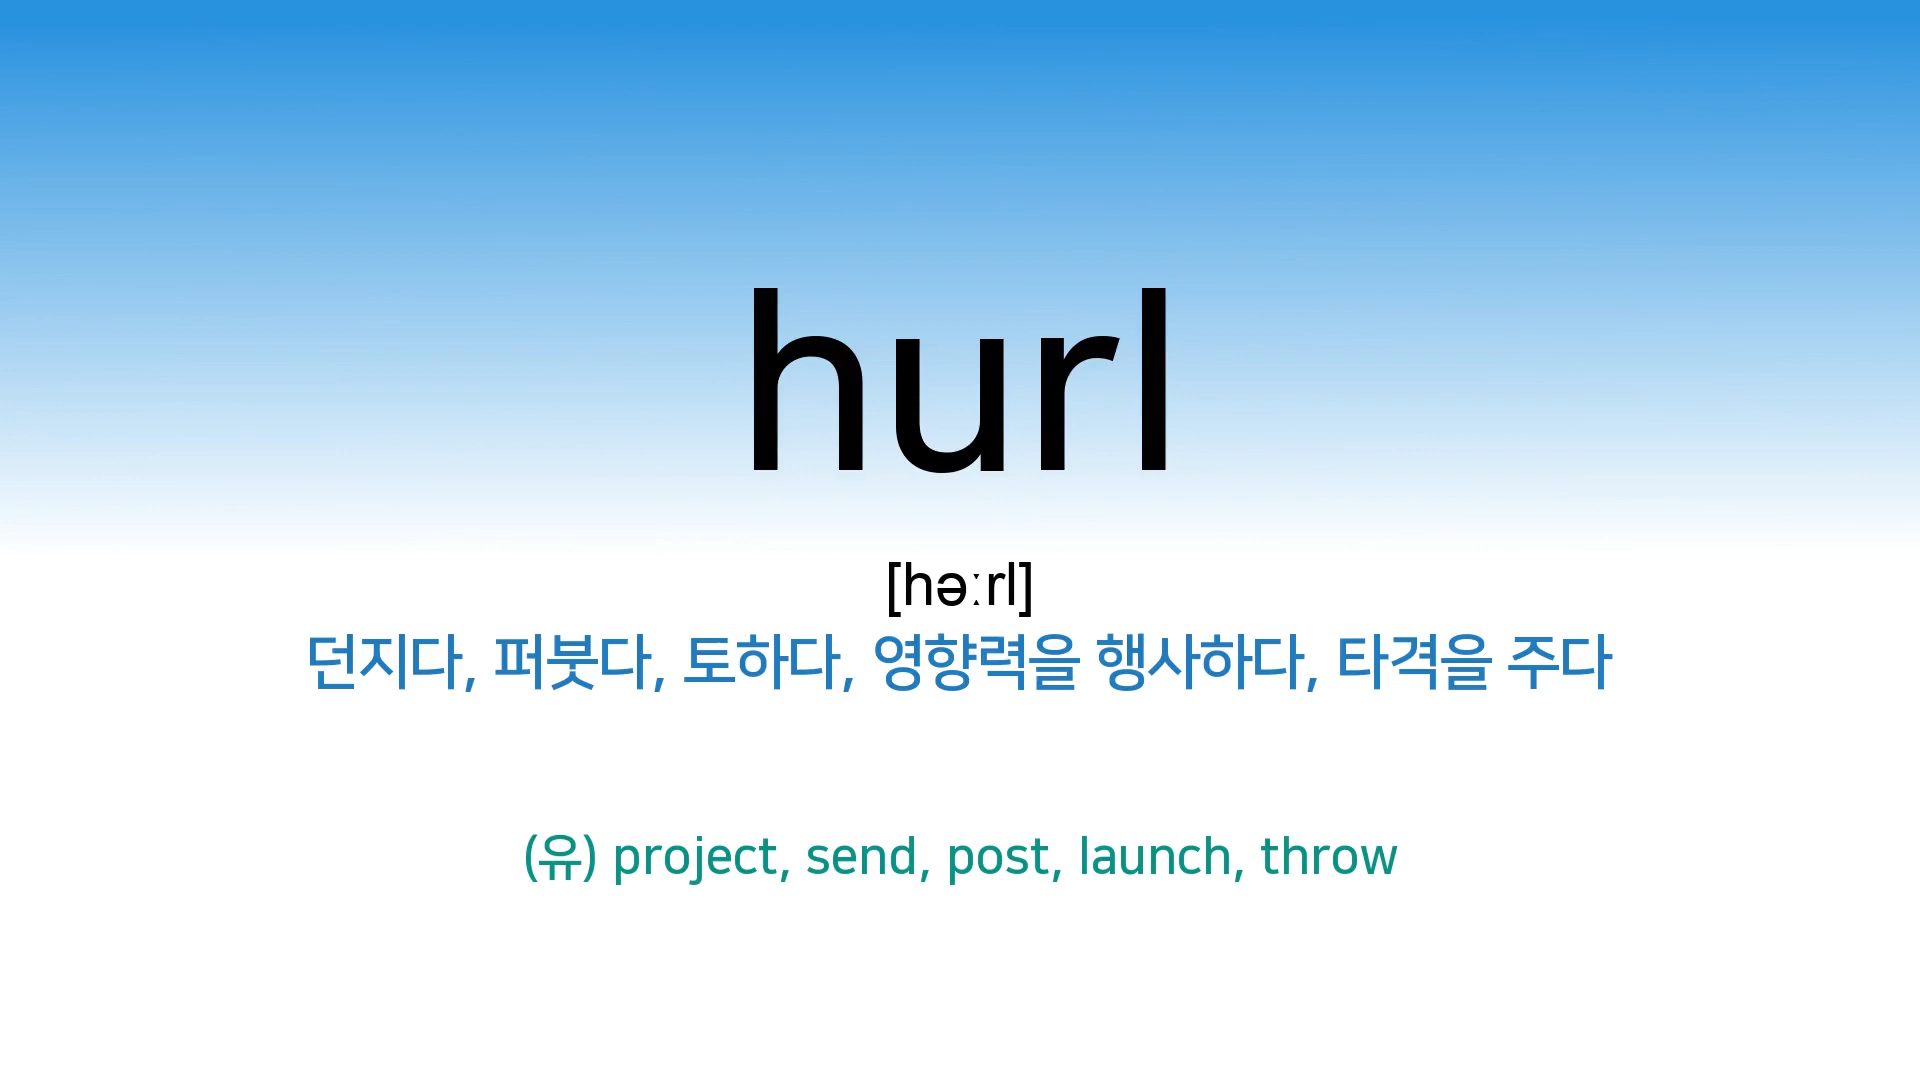 hurl
[həːrl]
던지다, 퍼붓다, 토하다, 영향력을 행사하다, 타격을 주다
(유) project, send, post, launch, throw